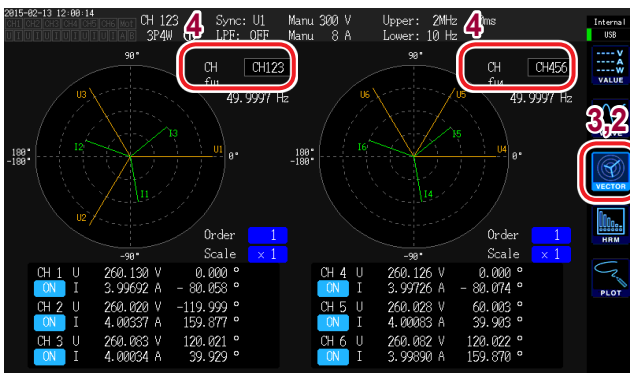 2015-02-13 12:00:14
CH1 CH2 CH3 CH4 CH5 CH6 Mot
CH 123 Sync: U1 Manu 300 V Upper: 2MHz
3P4W LPF: OFF Manu 8 A Lower: 10 Hz
4
4
Internal
USB
V
A
W
VALUE
3,2
VECTOR
HRM
PLOT
90°
CH CH123
49.9997 Hz
U3
I3
I2
U1
180°
-180°
0°
I1
U2
-90°
Order 1
Scale × 1
90°
CH CH456
49.9997 Hz
U6
U5
I6
I5
U4
180°
-180°
0°
I4
-90°
Order 1
Scale × 1
CH 1 U 260.130 V 0.000 °
ON I 3.99692 A - 80.058 °
CH 2 U 260.020 V -119.999 °
ON I 4.00337 A 159.877 °
CH 3 U 260.083 V 120.021 °
ON I 4.00034 A 39.929 °
CH 4 U 260.126 V 0.000 °
ON I 3.99726 A - 80.074 °
CH 5 U 260.028 V 60.003 °
ON I 4.00083 A 39.903 °
CH 6 U 260.082 V 120.022 °
ON I 3.99890 A 159.870 °